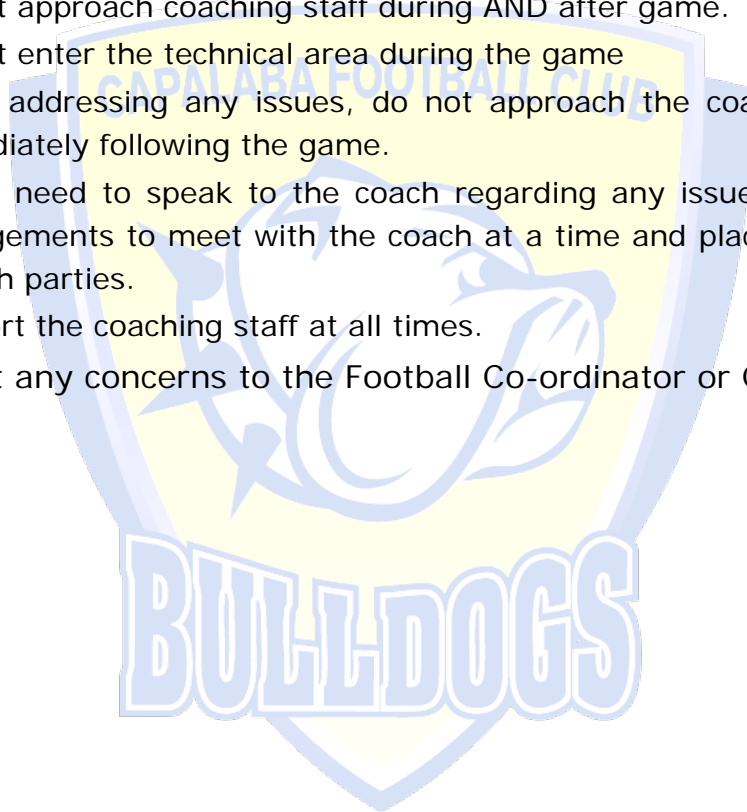 t approach coaching staff during AND after game.
t enter the technical area during the game
CAPALABA FOOTBALL CLUB
addressing any issues, do not approach the coa
diately following the game.
need to speak to the coach regarding any issue
gements to meet with the coach at a time and plac
h parties.
rt the coaching staff at all times.
t any concerns to the Football Co-ordinator or
BULLDOGS